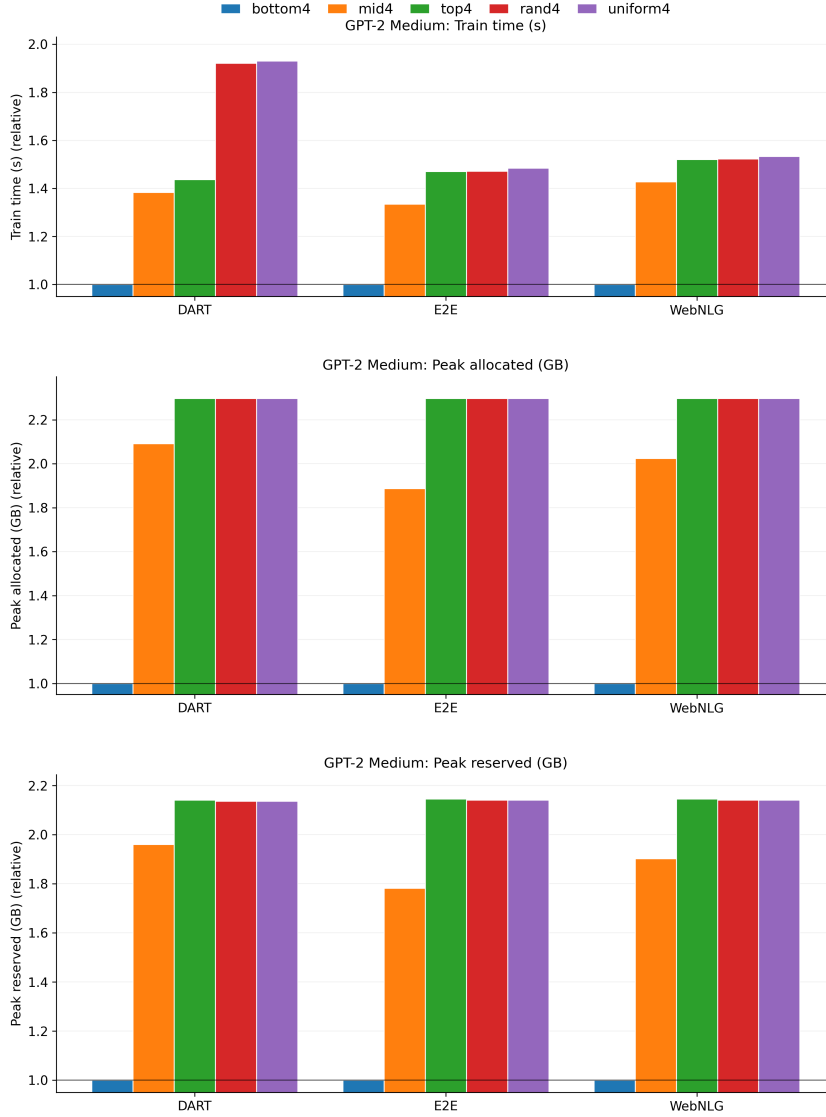 bottom4 mid4 top4 rand4 uniform4
GPT-2 Medium: Train time (s)
Train time (s) (relative)
2.0
1.8
1.6
1.4
1.2
1.0
DART E2E WebNLG
GPT-2 Medium: Peak allocated (GB)
Peak allocated (GB) (relative)
2.2
2.0
1.8
1.6
1.4
1.2
1.0
DART E2E WebNLG
GPT-2 Medium: Peak reserved (GB)
Peak reserved (GB) (relative)
2.2
2.0
1.8
1.6
1.4
1.2
1.0
DART E2E WebNLG